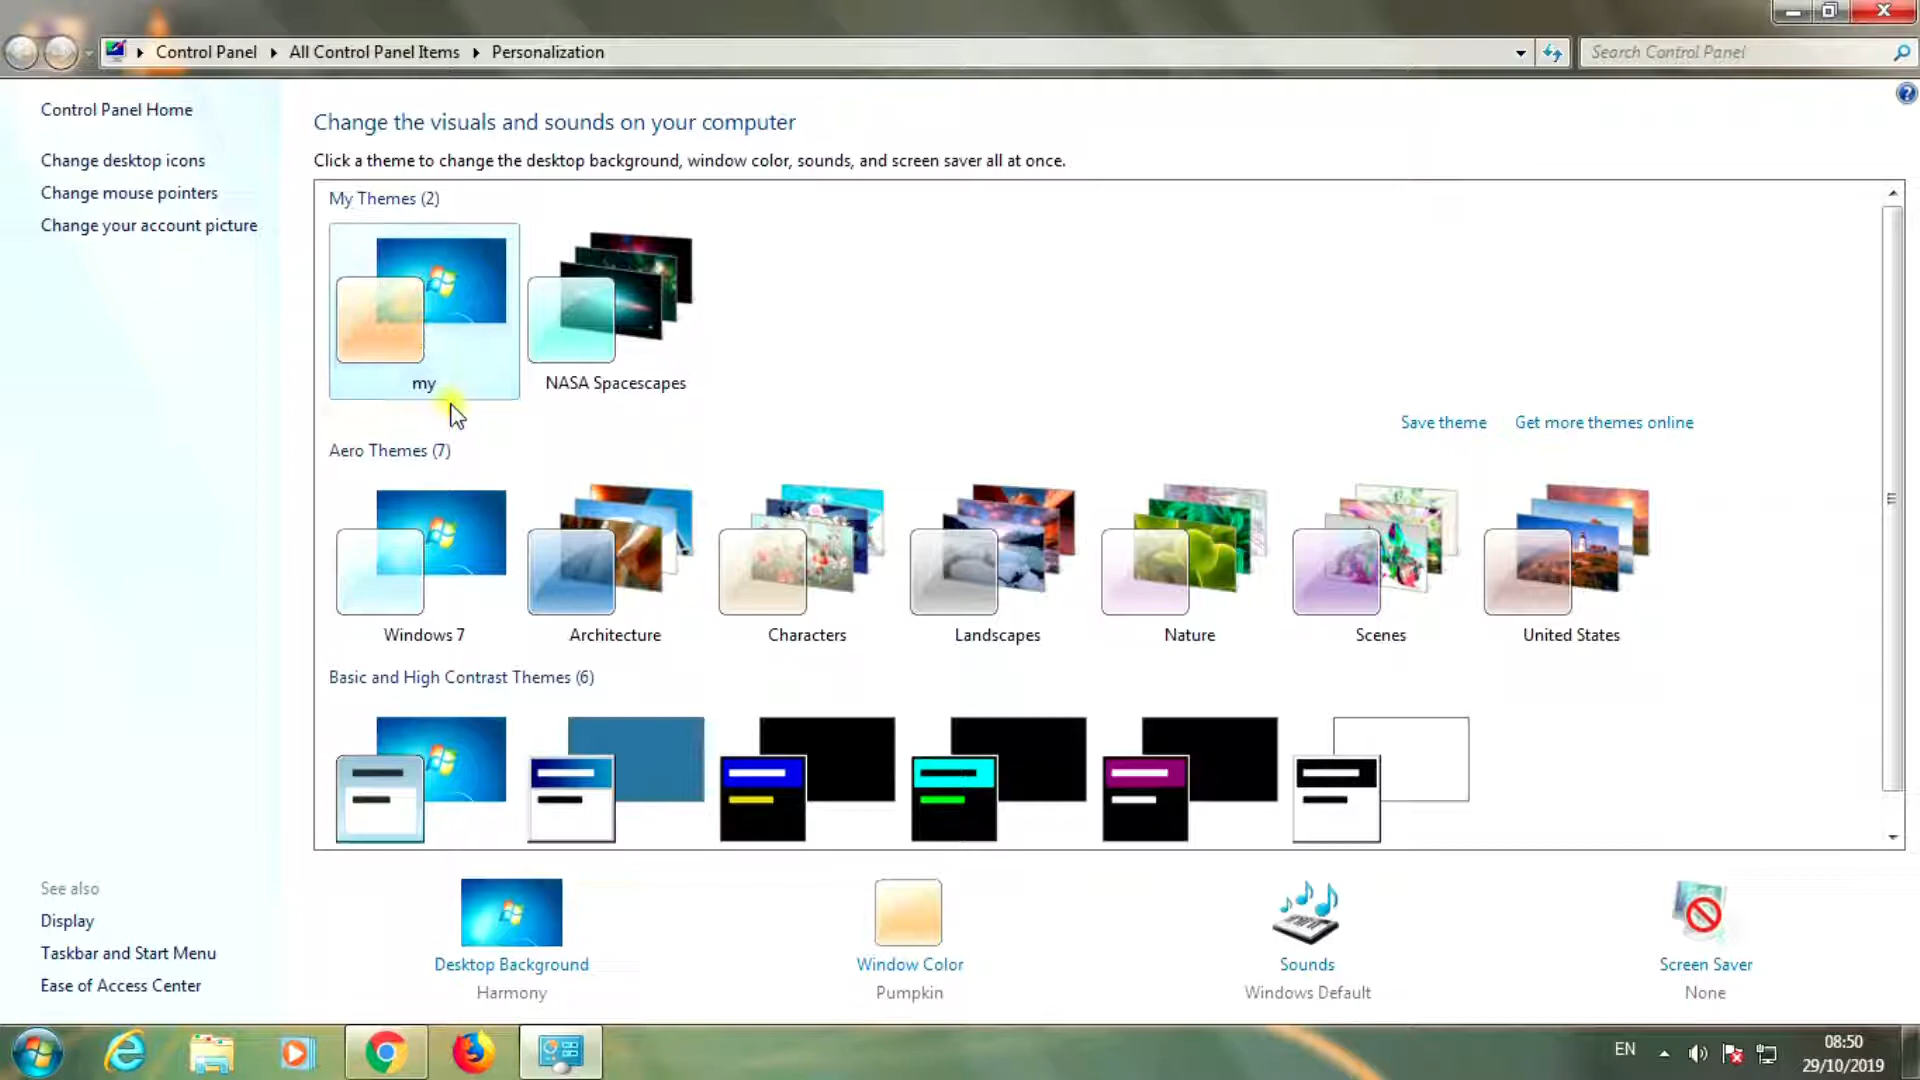 Control Panel All Control Panel Items Personalization
Search Control Panel
Control Panel Home
Change desktop icons
Change mouse pointers
Change your account picture
Change the visuals and sounds on your computer
Click a theme to change the desktop background, window color, sounds, and screen saver all at once.
My Themes (2)
my NASA Spacescapes
Save theme Get more themes online
Aero Themes (7)
Windows 7 Architecture Characters Landscapes Nature Scenes United States
Basic and High Contrast Themes (6)
See also
Display
Taskbar and Start Menu
Ease of Access Center
Desktop Background Window Color Sounds Screen Saver
Harmony Pumpkin Windows Default None
EN
08:50
29/10/2019